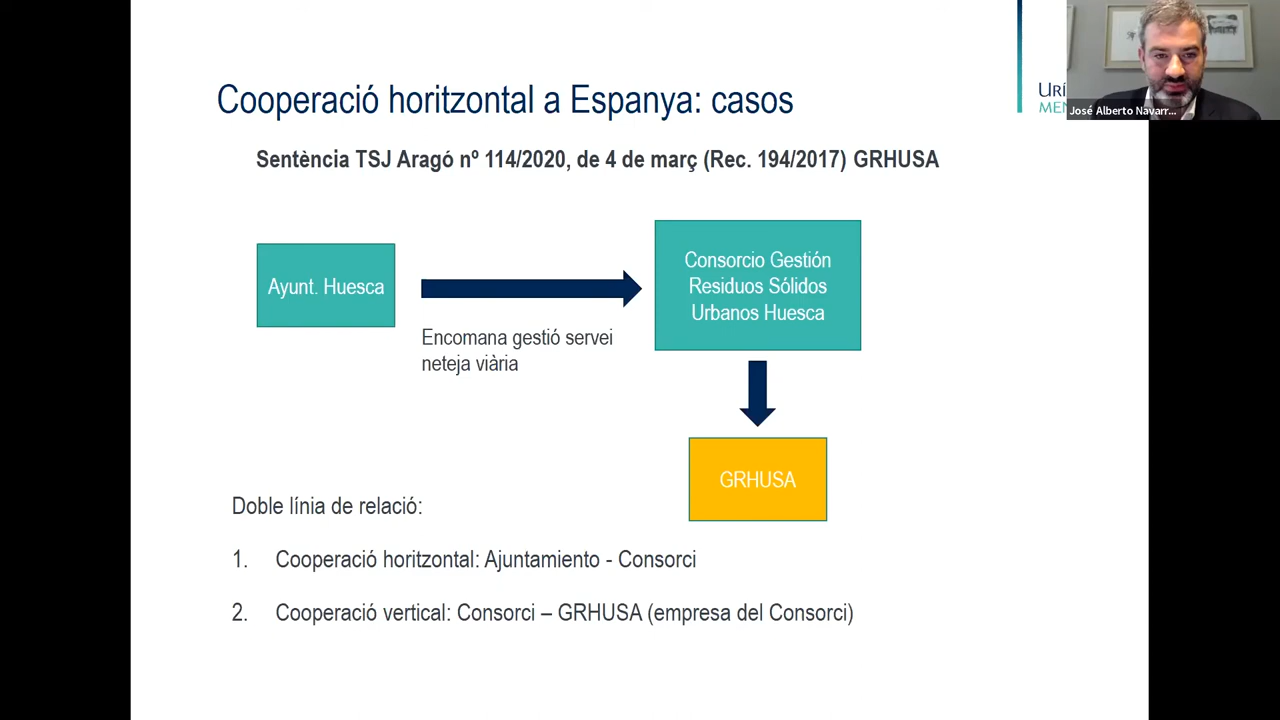 Cooperació horitzontal a Espanya: casos
Sentència TSJ Aragó nº 114/2020, de 4 de març (Rec. 194/2017) GRHUSA
Ayunt. Huesca
Encomana gestió servei
neteja viària
Consorcio Gestión
Residuos Sólidos
Urbanos Huesca
GRHUSA
Doble línia de relació:
1. Cooperació horitzontal: Ajuntamiento - Consorci
2. Cooperació vertical: Consorci – GRHUSA (empresa del Consorci)
José Alberto Navarr...